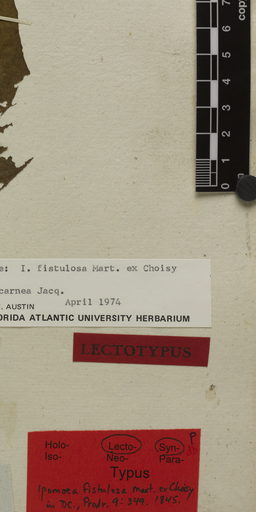 7
6
5
4
3
2
1
0
cop
e: I. fistulosa Mart. ex Choisy
carnea Jacq.
. AUSTIN April 1974
ORIDA ATLANTIC UNIVERSITY HERBARIUM
LECTOTYPUS
P
Holo- Lecto- Syn-
Iso- Neo- Para-
Typus
Ipomoea fistulosa Mart. ex Choisy
in DC., Prodr. 9: 349. 1845.